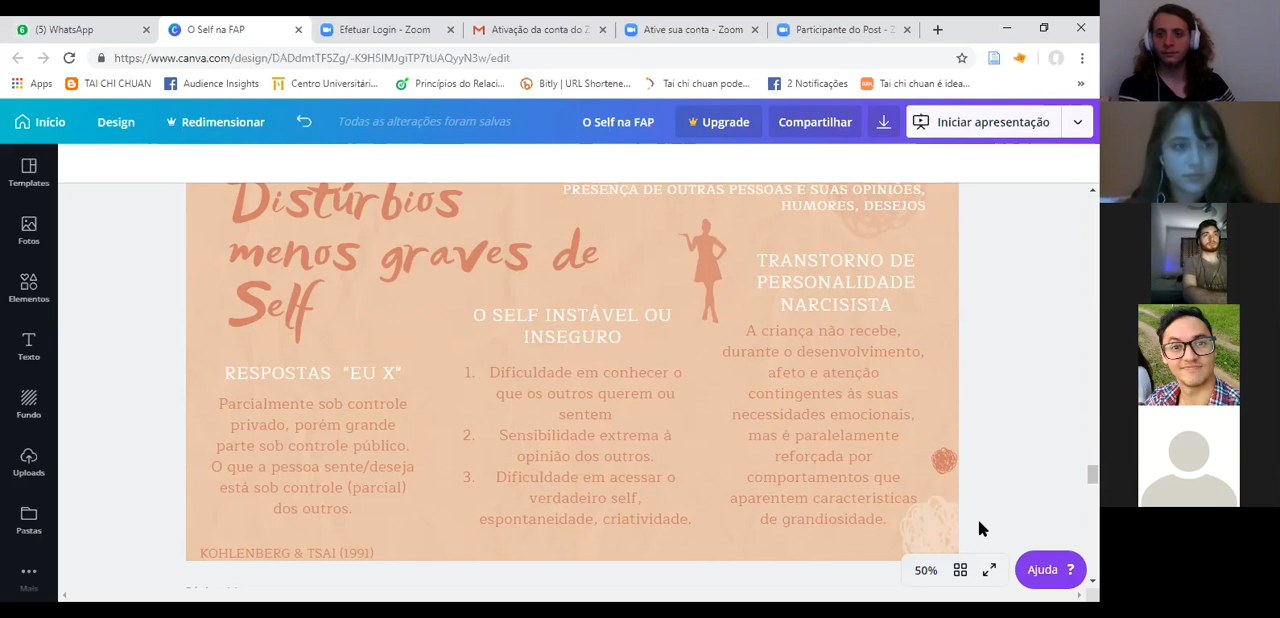 (5) WhatsApp
O Self na FAP
Efetuar Login - Zoom
Ativação da conta do Z
Ative sua conta - Zoom
Participante do Post - Z
https://www.canva.com/design/DADdmtTF5Zg/-K9H5IMJgiTP7tUAQyyN3w/edit
Apps
TAI CHI CHUAN
Audience Insights
Centro Universitári...
Princípios do Relaci...
Bitly | URL Shortene...
Tai chi chuan pode...
2 Notificações
Tai chi chuan é idea...
»
Início
Design
Redimensionar
Todas as alterações foram salvas
O Self na FAP
Upgrade
Compartilhar
Iniciar apresentação
Templates
Fotos
Elementos
Texto
Fundo
Uploads
Pastas
Mais
Distúrbios
menos graves de
Self
PRESENÇA DE OUTRAS PESSOAS E SUAS OPINIÕES,
HUMORES, DESEJOS
RESPOSTAS "EU X"
Parcialmente sob controle
privado, porém grande
parte sob controle público.
O que a pessoa sente/deseja
está sob controle (parcial)
dos outros.
O SELF INSTÁVEL OU
INSEGURO
1. Dificuldade em conhecer o
que os outros querem ou
sentem
2. Sensibilidade extrema à
opinião dos outros.
3. Dificuldade em acessar o
verdadeiro self,
espontaneidade, criatividade.
TRANSTORNO DE
PERSONALIDADE
NARCISISTA
A criança não recebe,
durante o desenvolvimento,
afeto e atenção
contingentes às suas
necessidades emocionais,
mas é paralelamente
reforçada por
comportamentos que
aparentem características
de grandiosidade.
KOHLENBERG & TSAI (1991)
50%
Ajuda ?